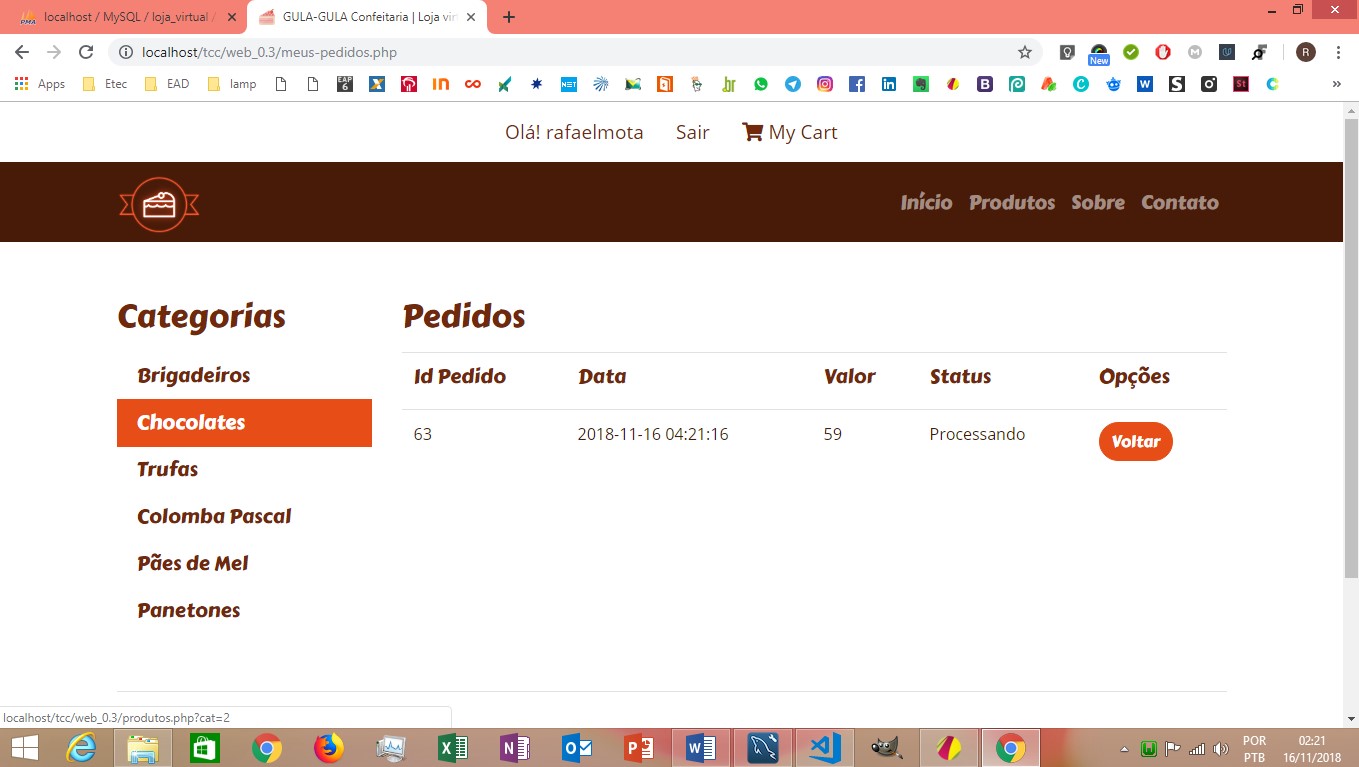 localhost / MySQL / loja_virtual /
GULA-GULA Confeitaria | Loja virt
localhost/tcc/web_0.3/meus-pedidos.php
New
R
Apps
Etec
EAD
lamp
Olá! rafaelmota
Sair
My Cart
Início Produtos Sobre Contato
Categorias
Brigadeiros
Chocolates
Trufas
Colomba Pascal
Pães de Mel
Panetones
Pedidos
Id Pedido Data Valor Status Opções
63 2018-11-16 04:21:16 59 Processando Voltar
localhost/tcc/web_0.3/produtos.php?cat=2
POR
PTB
02:21
16/11/2018